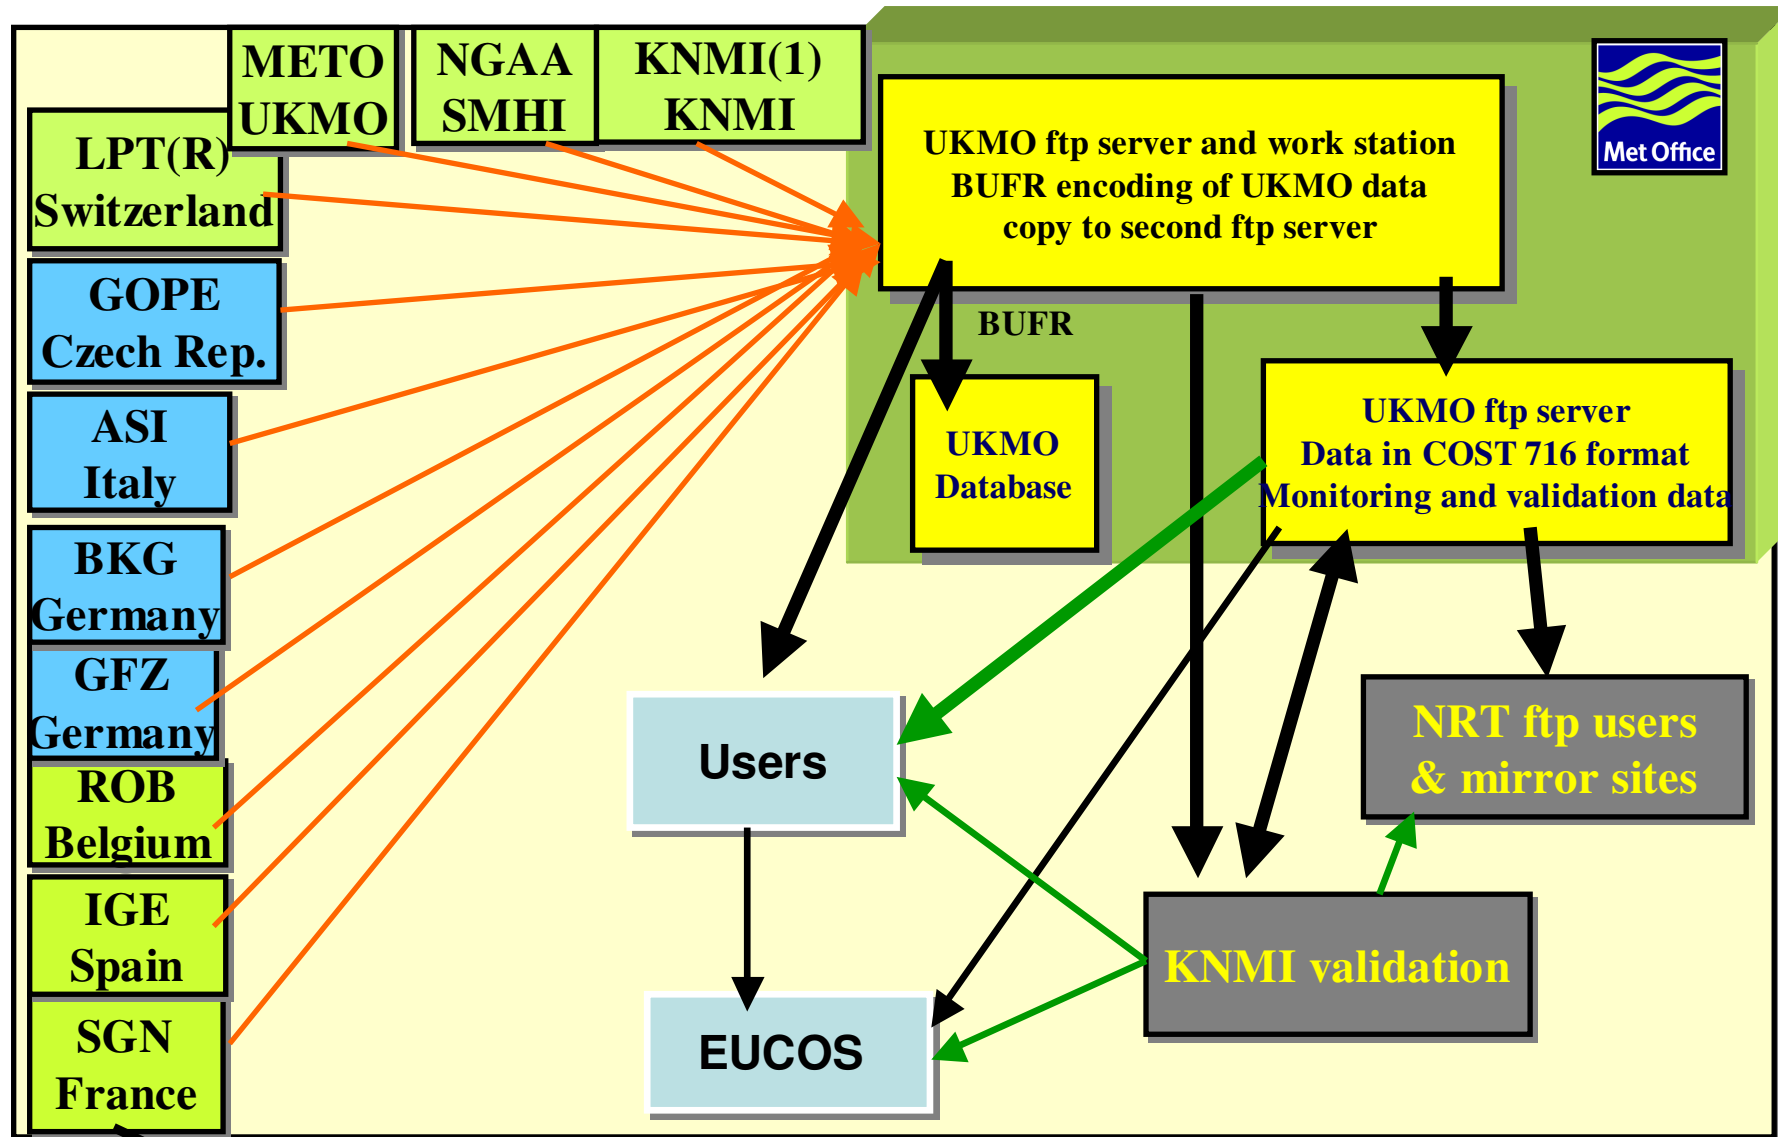 METO
UKMO
NGAA
SMHI
KNMI(1)
KNMI
LPT(R)
Switzerland
GOPE
Czech Rep.
ASI
Italy
BKG
Germany
GFZ
Germany
ROB
Belgium
IGE
Spain
SGN
France
UKMO ftp server and work station
BUFR encoding of UKMO data
copy to second ftp server
Met Office
BUFR
UKMO
Database
UKMO ftp server
Data in COST 716 format
Monitoring and validation data
Users
NRT ftp users
& mirror sites
KNMI validation
EUCOS